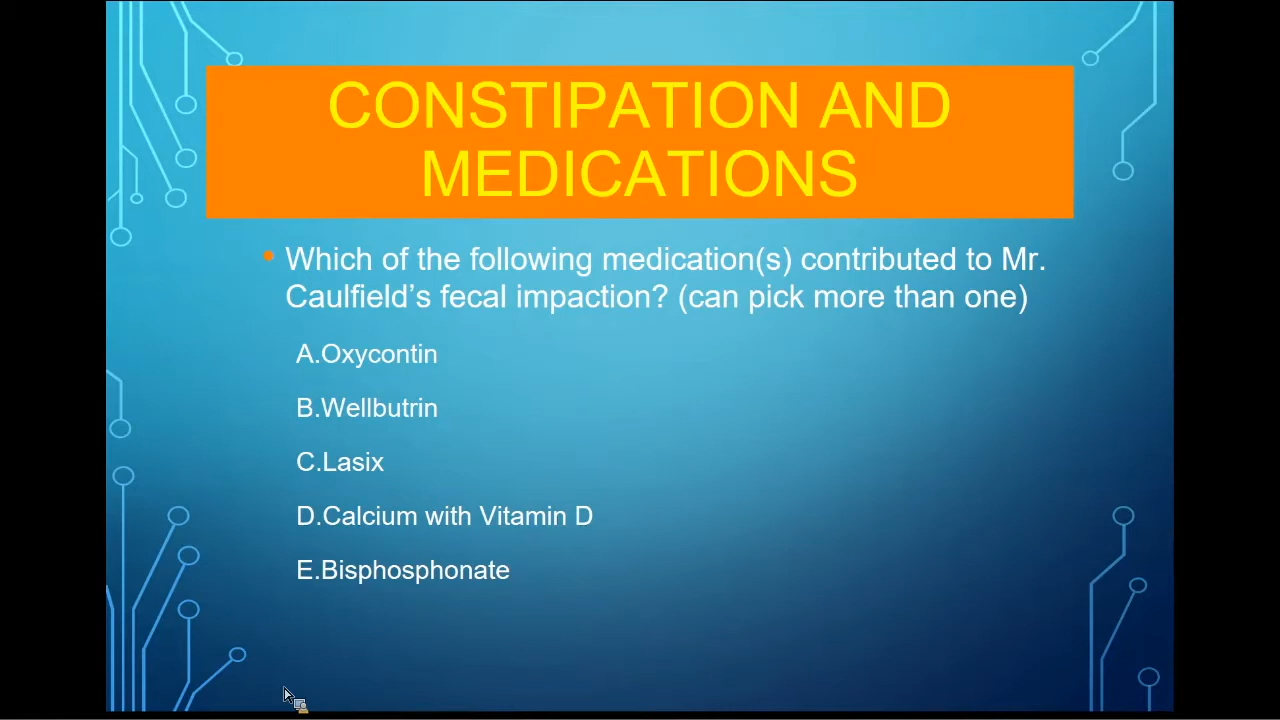 CONSTIPATION AND
MEDICATIONS
• Which of the following medication(s) contributed to Mr.
Caulfield’s fecal impaction? (can pick more than one)
A.Oxycontin
B.Wellbutrin
C.Lasix
D.Calcium with Vitamin D
E.Bisphosphonate